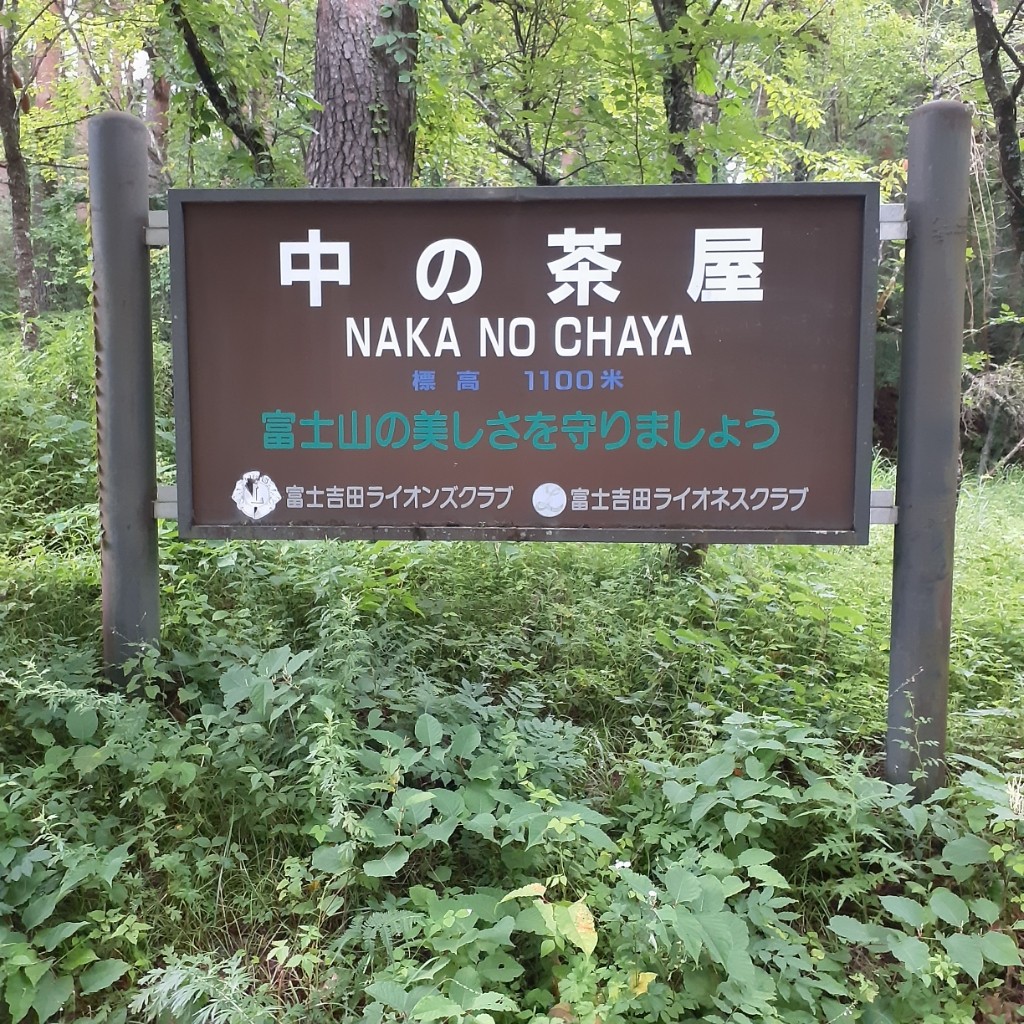 中の茶屋
NAKA NO CHAYA
標高 1100米
富士山の美しさを守りましょう
富士吉田ライオンズクラブ 富士吉田ライオネスクラブ